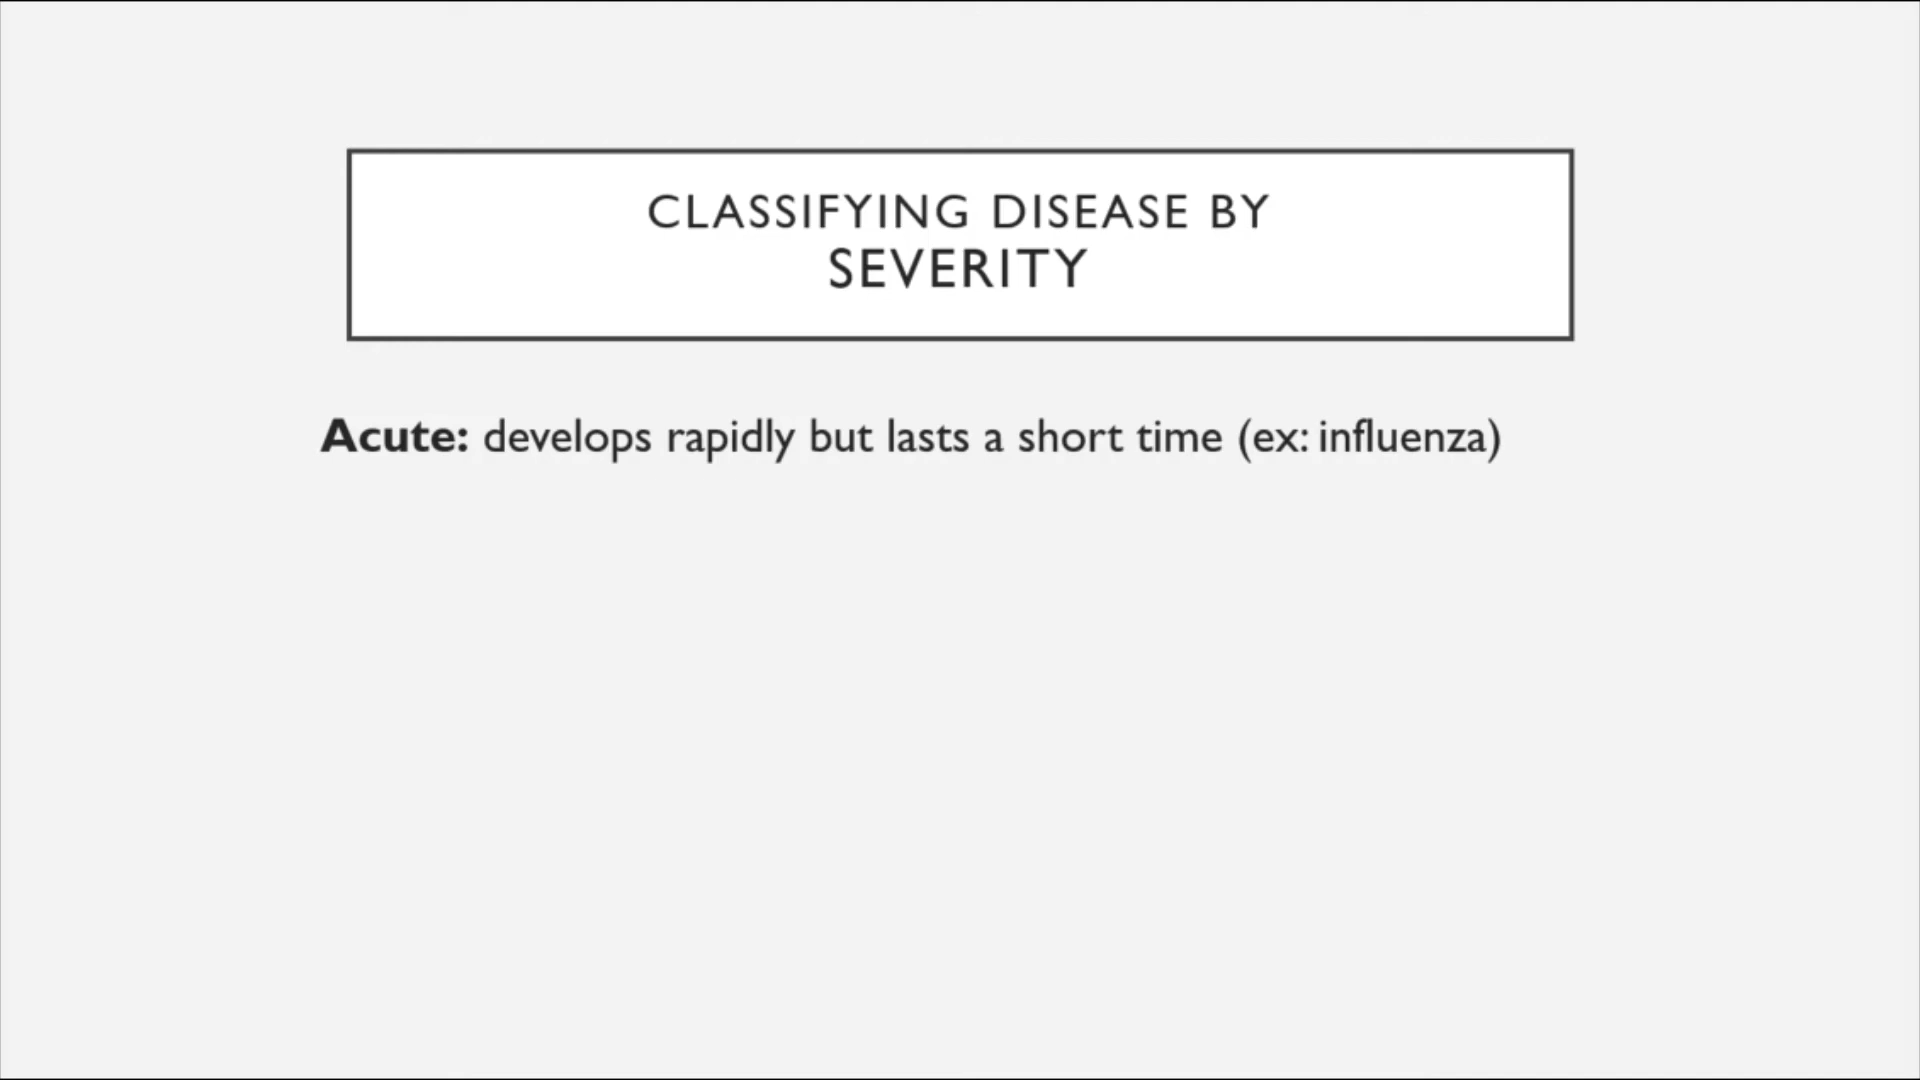 CLASSIFYING DISEASE BY
SEVERITY
Acute: develops rapidly but lasts a short time (ex: influenza)